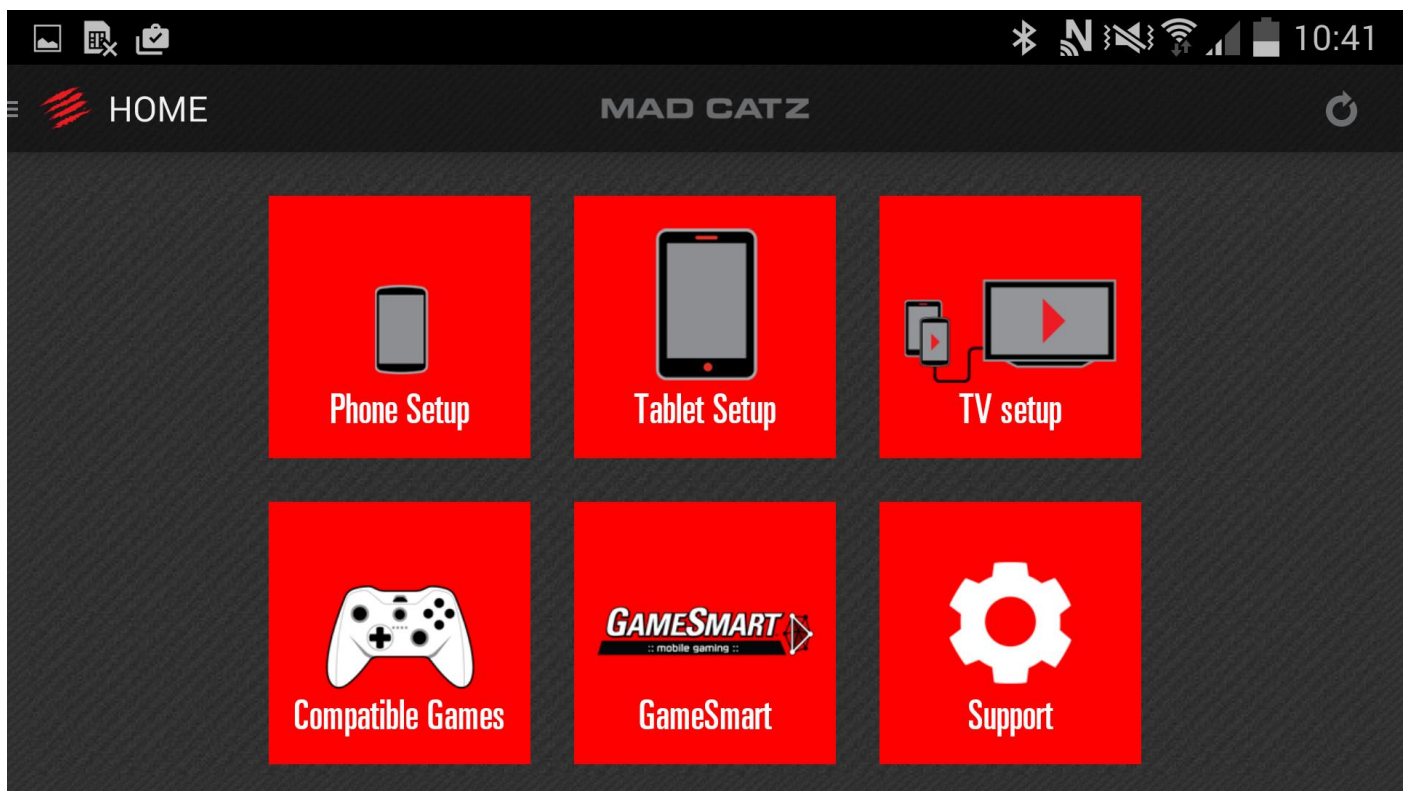 10:41
HOME
MAD CATZ
Phone Setup
Tablet Setup
TV setup
GAMESMART
:: mobile gaming ::
Compatible Games
GameSmart
Support